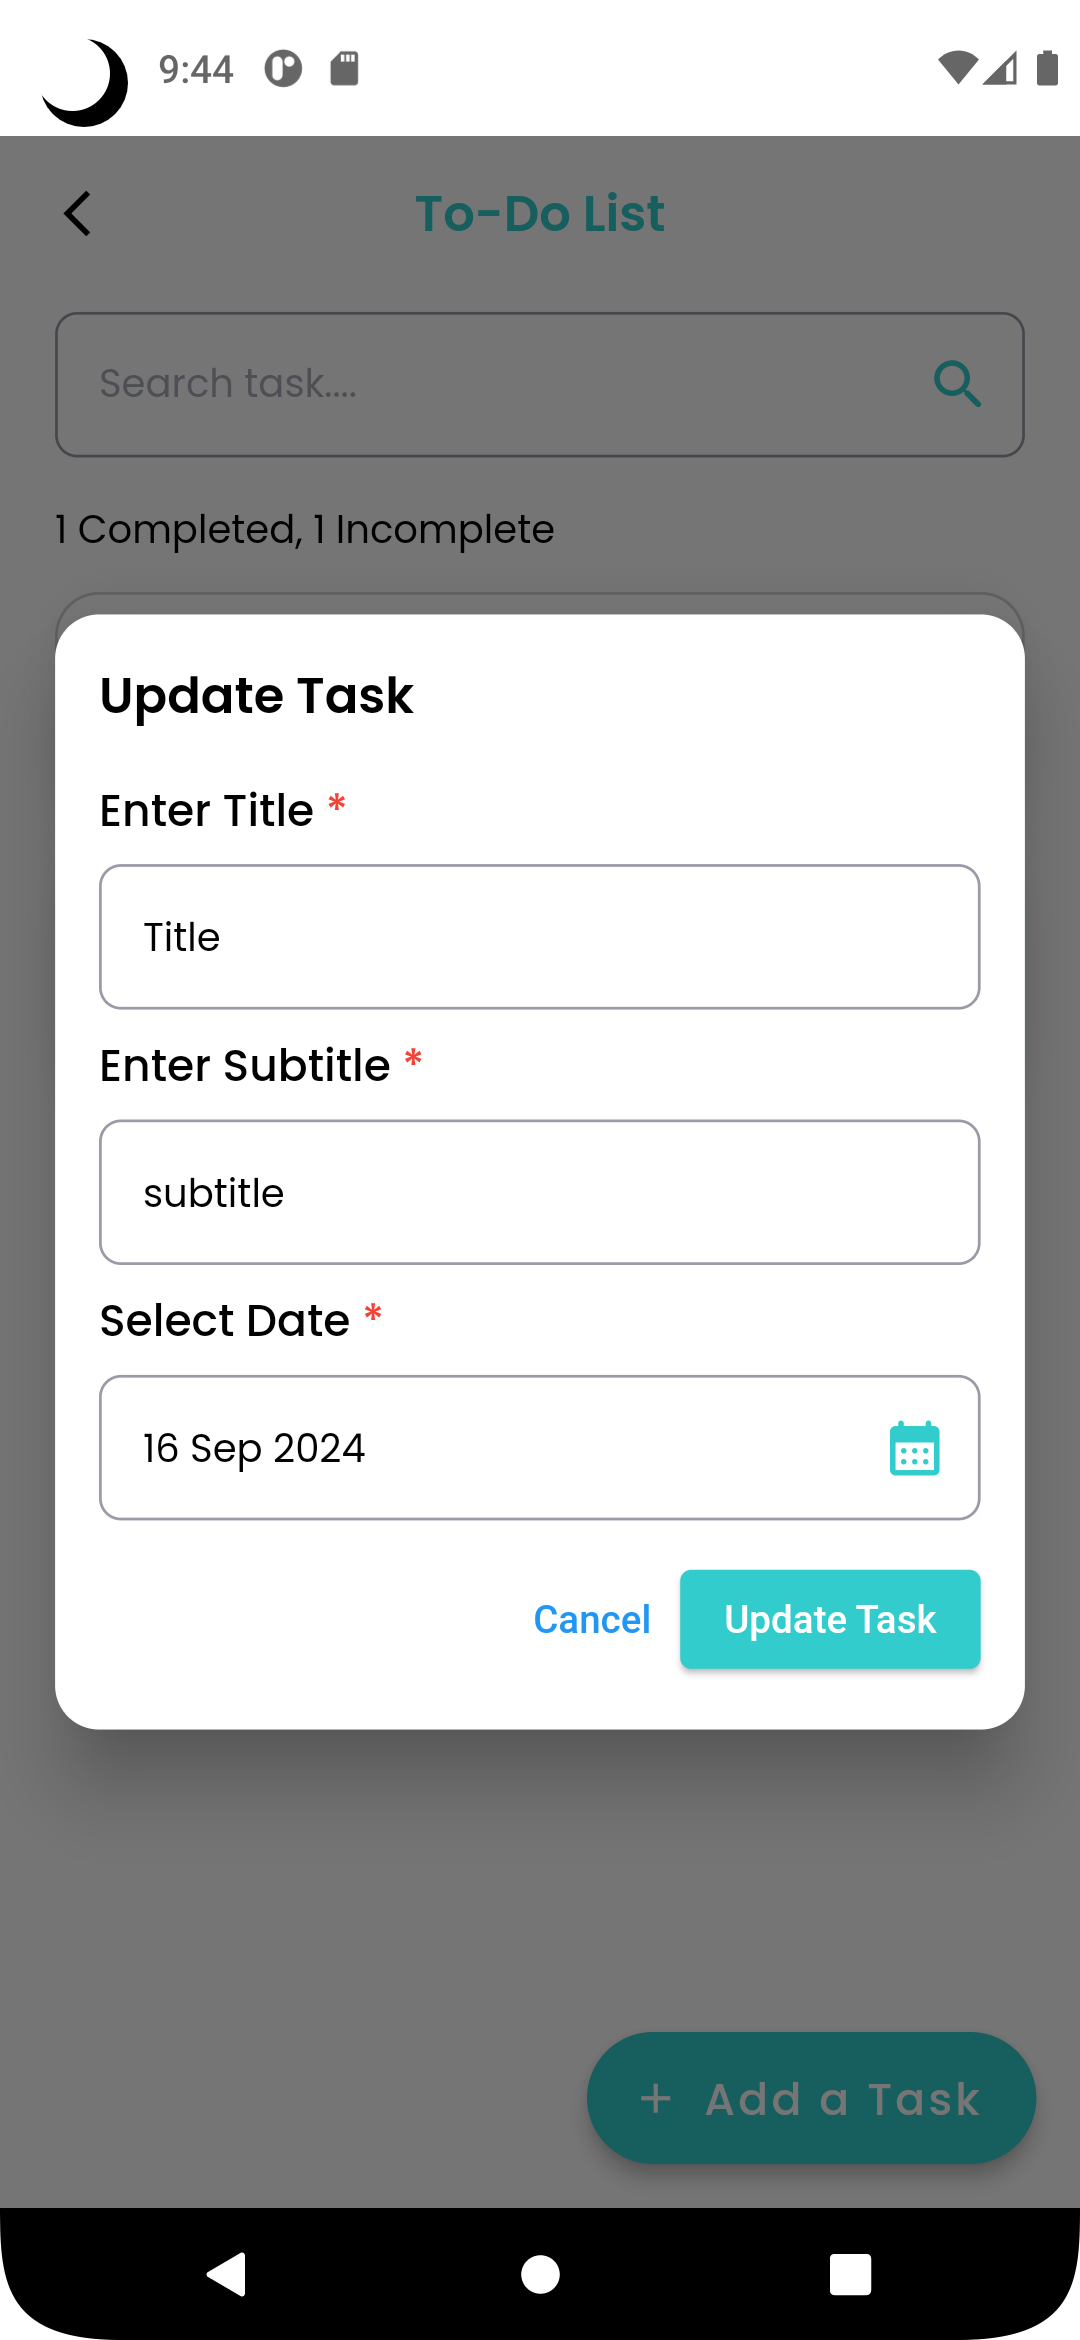 9:44
To-Do List
Search task....
1 Completed, 1 Incomplete
Update Task
Enter Title *
Title
Enter Subtitle *
subtitle
Select Date *
16 Sep 2024
Cancel
Update Task
+ Add a Task